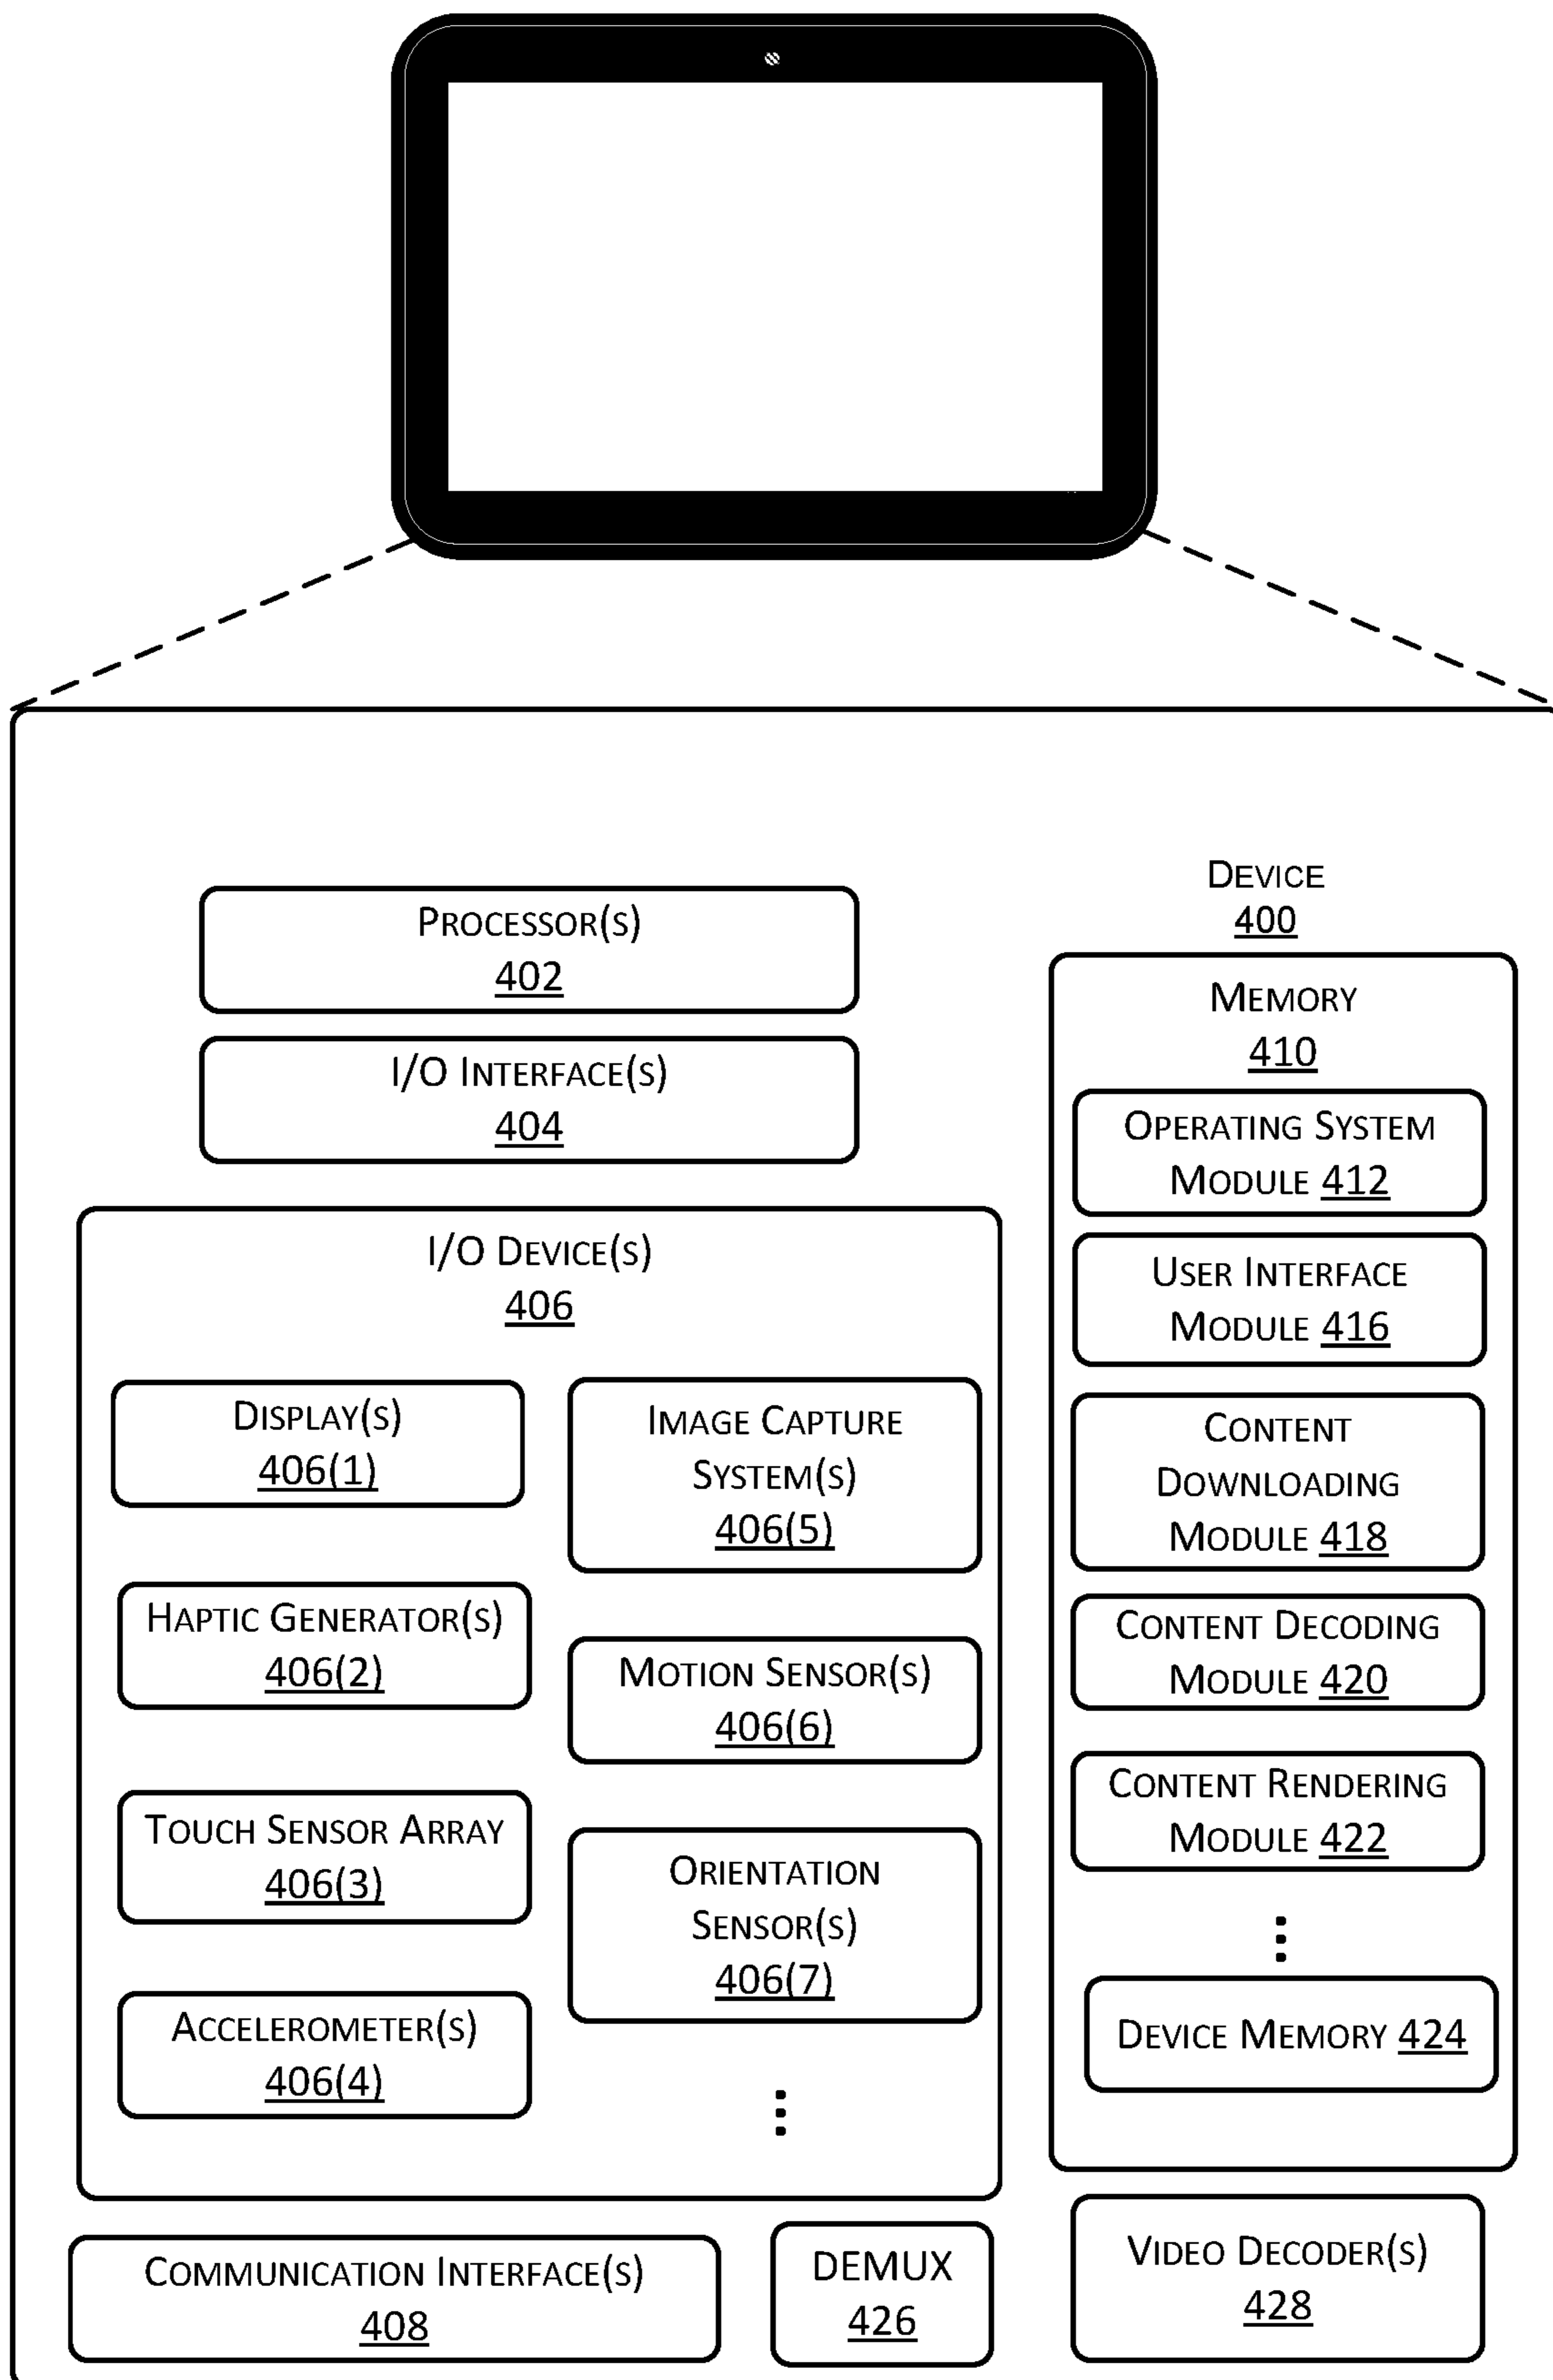 DEVICE
400
PROCESSOR(S)
402
I/O INTERFACE(S)
404
I/O DEVICE(S)
406
DISPLAY(S)
406(1)
HAPTIC GENERATOR(S)
406(2)
TOUCH SENSOR ARRAY
406(3)
ACCELEROMETER(S)
406(4)
IMAGE CAPTURE
SYSTEM(S)
406(5)
MOTION SENSOR(S)
406(6)
ORIENTATION
SENSOR(S)
406(7)
MEMORY
410
OPERATING SYSTEM
MODULE 412
USER INTERFACE
MODULE 416
CONTENT
DOWNLOADING
MODULE 418
CONTENT DECODING
MODULE 420
CONTENT RENDERING
MODULE 422
DEVICE MEMORY 424
COMMUNICATION INTERFACE(S)
408
DEMUX
426
VIDEO DECODER(S)
428